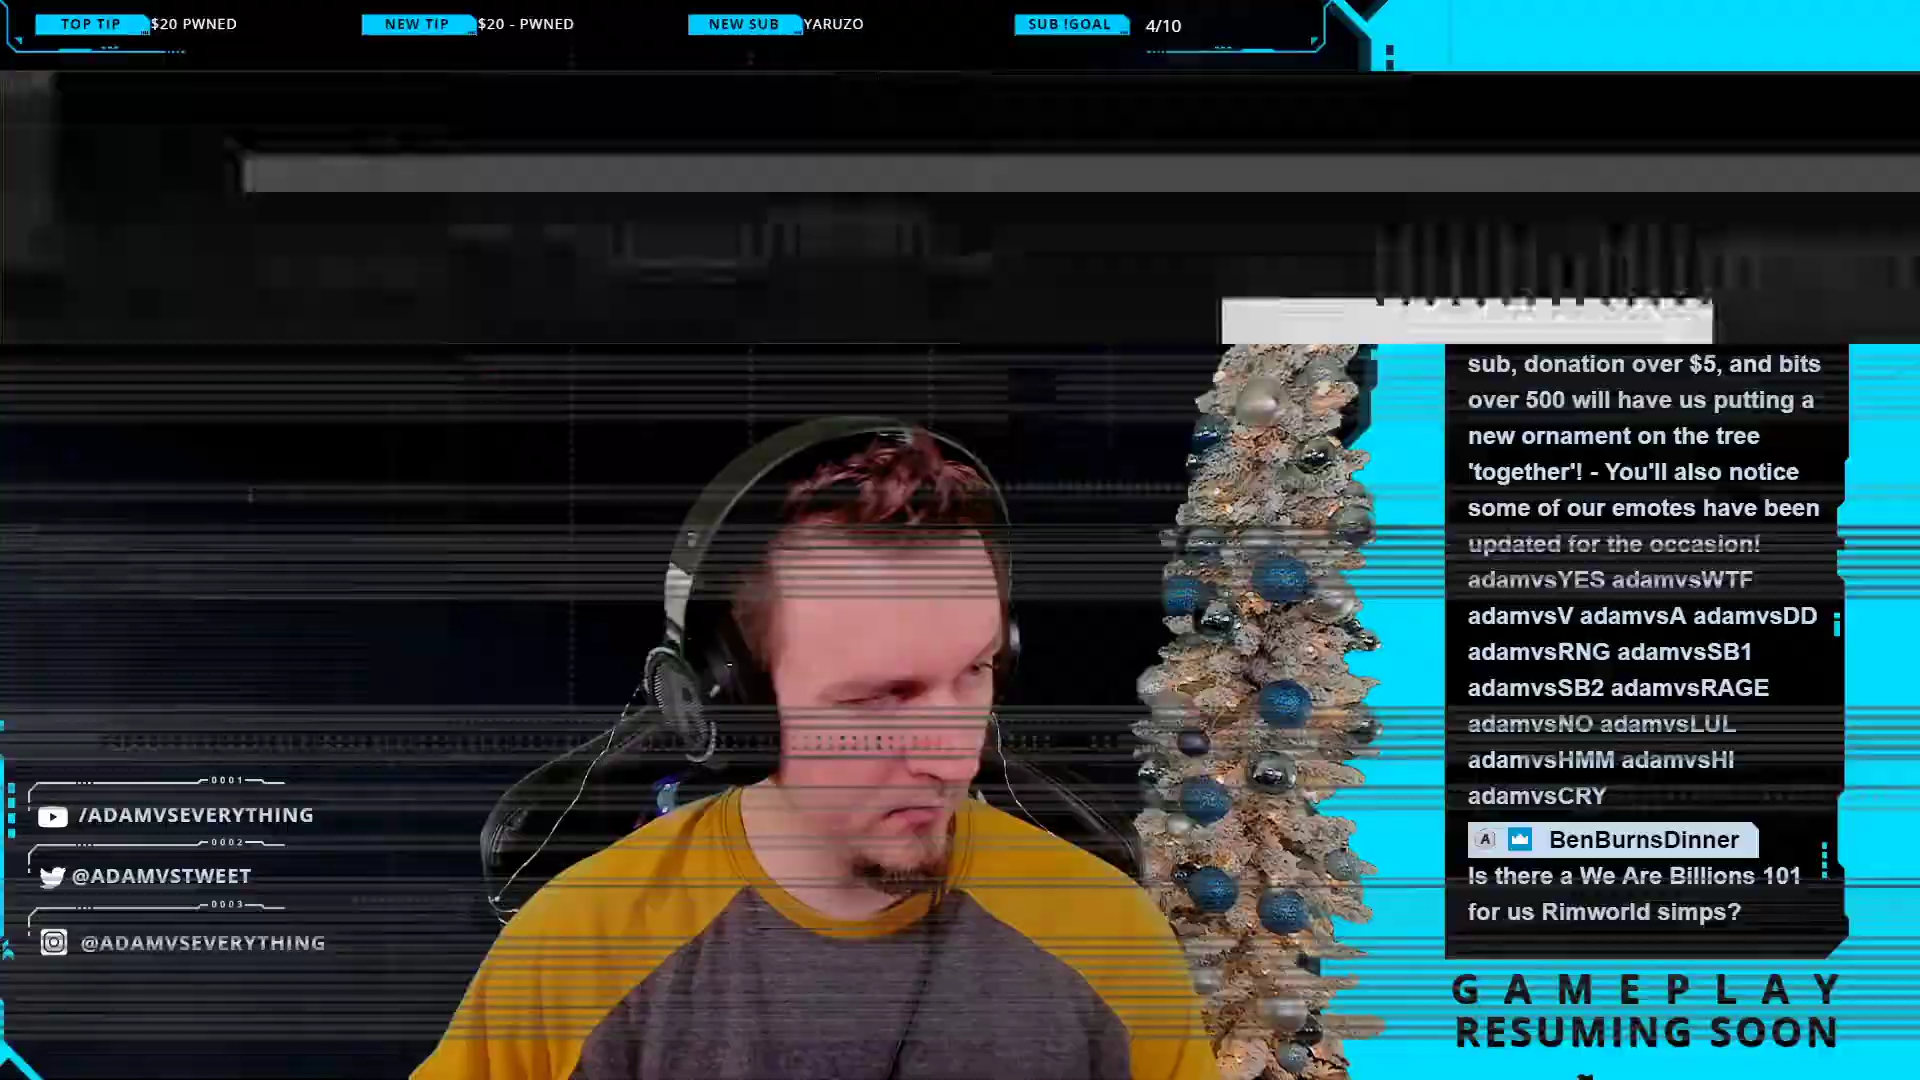 TOP TIP $20 PWNED NEW TIP $20 - PWNED NEW SUB YARUZO SUB !GOAL 4/10
sub, donation over $5, and bits
over 500 will have us putting a
new ornament on the tree
'together'! - You'll also notice
some of our emotes have been
updated for the occasion!
adamvsYES adamvsWTF
adamvsV adamvsA adamvsDD
adamvsRNG adamvsSB1
adamvsSB2 adamvsRAGE
adamvsNO adamvsLUL
adamvsHMM adamvsHI
adamvsCRY
A BenBurnsDinner
Is there a We Are Billions 101
for us Rimworld simps?
0001
/ADAMVSEVERYTHING
0002
@ADAMVSTWEET
0003
@ADAMVSEVERYTHING
GAMEPLAY
RESUMING SOON